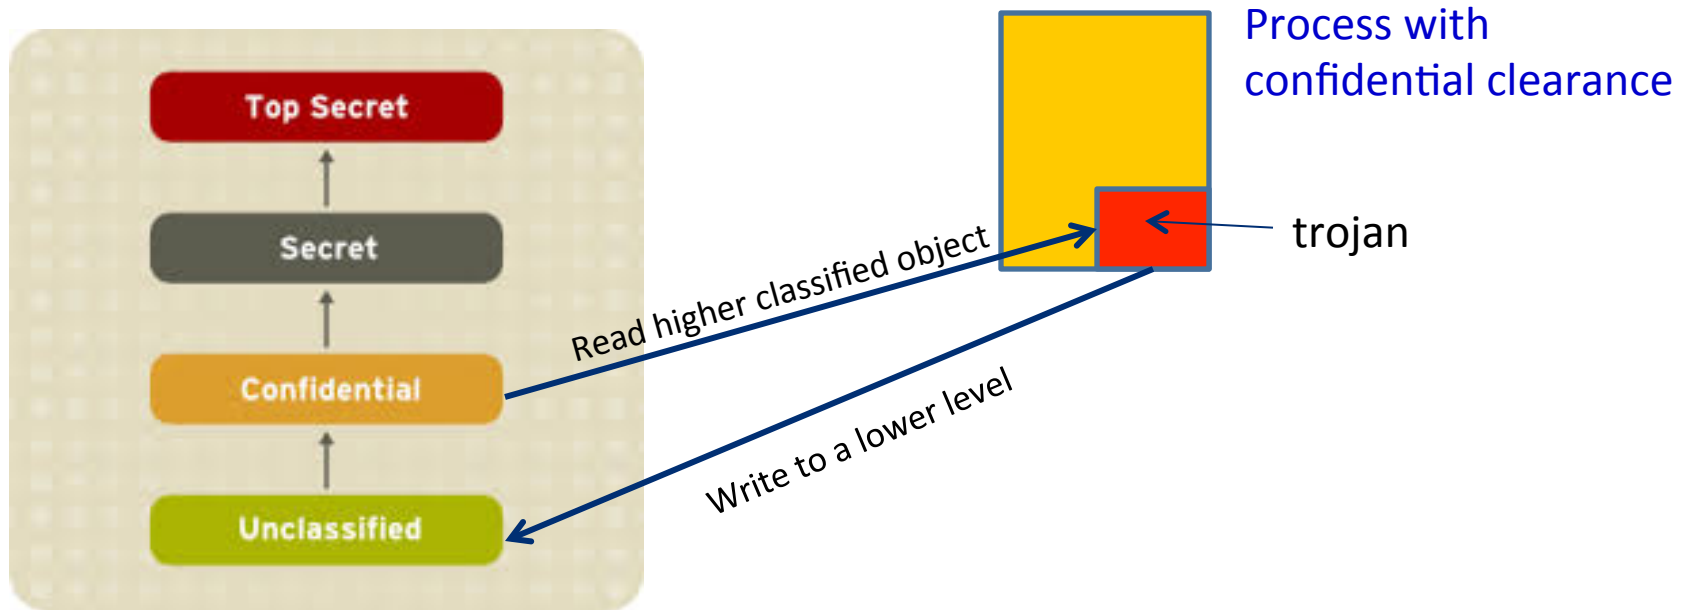 Process with
confidential clearance
Top Secret
Secret
Confidential
Unclassified
Read higher classified object
Write to a lower level
trojan